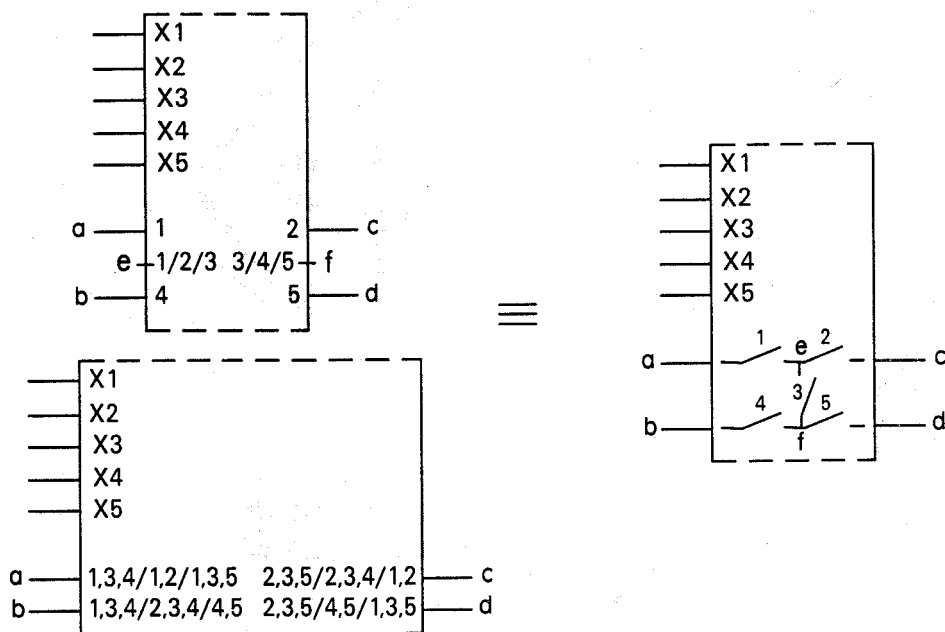 X1
X2
X3
X4
X5
a 1 2 c
e 1/2/3 3/4/5 f
b 4 5 d
X1
X2
X3
X4
X5
a 1,3,4/1,2/1,3,5 2,3,5/2,3,4/1,2 c
b 1,3,4/2,3,4/4,5 2,3,5/4,5/1,3,5 d
≡
X1
X2
X3
X4
X5
1 e 2
a c
3
4 5
b d
f